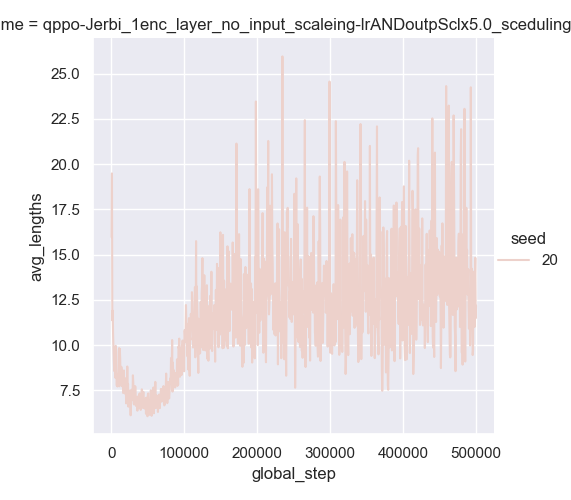 me = qppo-Jerbi_1enc_layer_no_input_scaleing-lrANDoutpSclx5.0_sceduling
25.0
22.5
20.0
17.5
15.0
12.5
10.0
7.5
avg_lengths
0 100000 200000 300000 400000 500000
global_step
seed
20